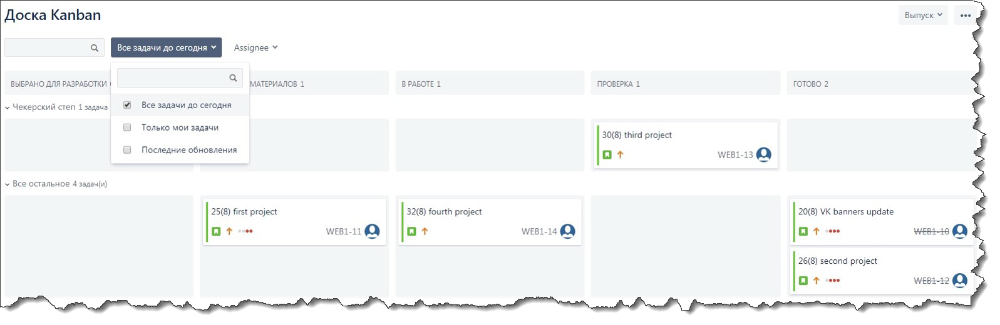 Доска Kanban
Выпуск
Все задачи до сегодня
Assignee
ВЫБРАНО ДЛЯ РАЗРАБОТКИ
МАТЕРИАЛОВ 1
В РАБОТЕ 1
ПРОВЕРКА 1
ГОТОВО 2
Все задачи до сегодня
Только мои задачи
Последние обновления
Чекерский степ 1 задача
30(8) third project
WEB1-13
Все остальное 4 задач(и)
25(8) first project
WEB1-11
32(8) fourth project
WEB1-14
20(8) VK banners update
WEB1-10
26(8) second project
WEB1-12